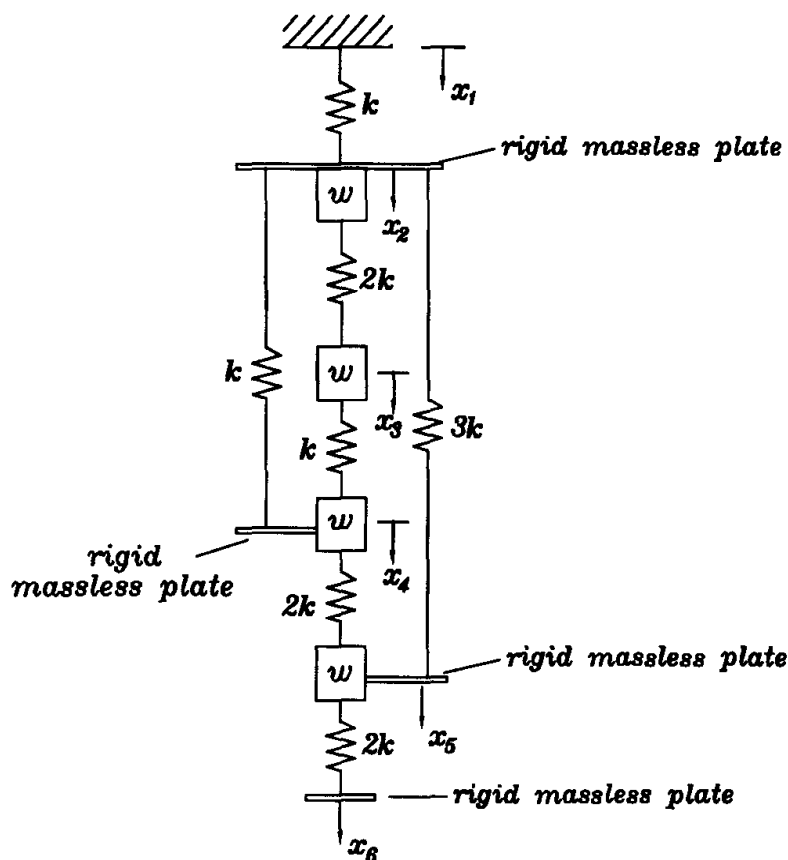 x₁
k
rigid massless plate
w
x₂
2k
k
w
x₃
3k
k
w
x₄
rigid
massless plate
2k
w
rigid massless plate
x₅
2k
rigid massless plate
x₆